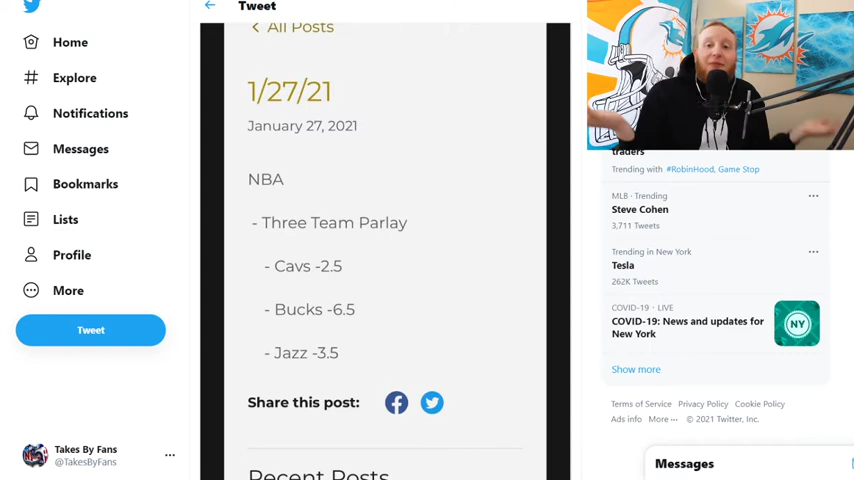 Home
Explore
Notifications
Messages
Bookmarks
Lists
Profile
More
Tweet
Takes By Fans
@TakesByFans
Tweet
All Posts
1/27/21
January 27, 2021
NBA
- Three Team Parlay
- Cavs -2.5
- Bucks -6.5
- Jazz -3.5
Share this post:
Recent Posts
traders
Trending with #RobinHood, Game Stop
MLB · Trending
Steve Cohen
3,711 Tweets
Trending in New York
Tesla
262K Tweets
COVID-19 · LIVE
COVID-19: News and updates for
New York
NY
Show more
Terms of Service Privacy Policy Cookie Policy
Ads info More ··· © 2021 Twitter, Inc.
Messages